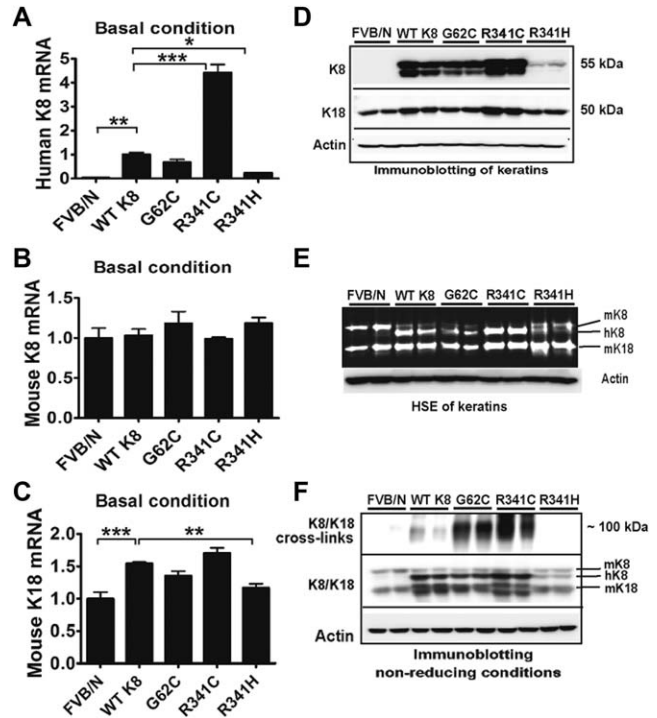 A
Basal condition
Human K8 mRNA
5
4
3
2
1
0
*
***
**
FVB/N
WT K8
G62C
R341C
R341H
B
Basal condition
Mouse K8 mRNA
1.5
1.0
0.5
0.0
FVB/N
WT K8
G62C
R341C
R341H
C
Basal condition
Mouse K18 mRNA
2.0
1.5
1.0
0.5
0.0
***
**
FVB/N
WT K8
G62C
R341C
R341H
D
FVB/N WT K8 G62C R341C R341H
K8
55 kDa
K18
50 kDa
Actin
Immunoblotting of keratins
E
FVB/N WT K8 G62C R341C R341H
mK8
hK8
mK18
Actin
HSE of keratins
F
FVB/N WT K8 G62C R341C R341H
K8/K18
cross-links
~ 100 kDa
K8/K18
mK8
hK8
mK18
Actin
Immunoblotting
non-reducing conditions